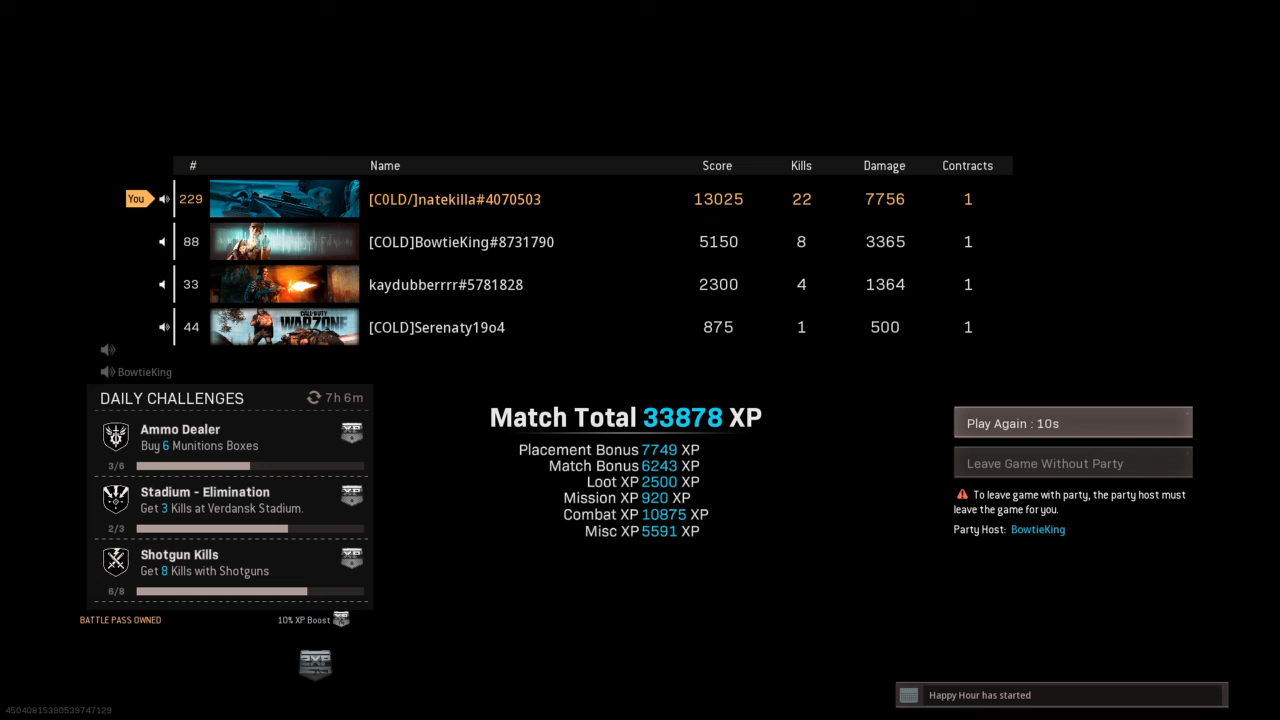 # Name Score Kills Damage Contracts
You 229 [C0LD/]natekilla#4070503 13025 22 7756 1
88 [COLD]BowtieKing#8731790 5150 8 3365 1
33 kaydubberrrr#5781828 2300 4 1364 1
CALL OF DUTY
WARZONE
44 [COLD]Serenaty19o4 875 1 500 1
BowtieKing
DAILY CHALLENGES 7h 6m
Ammo Dealer
Buy 6 Munitions Boxes
3/6
Stadium - Elimination
Get 3 Kills at Verdansk Stadium.
2/3
Shotgun Kills
Get 8 Kills with Shotguns
6/8
BATTLE PASS OWNED 10% XP Boost
Match Total 33878 XP
Placement Bonus 7749 XP
Match Bonus 6243 XP
Loot XP 2500 XP
Mission XP 920 XP
Combat XP 10875 XP
Misc XP 5591 XP
Play Again : 10s
Leave Game Without Party
To leave game with party, the party host must
leave the game for you.
Party Host: BowtieKing
2XP
Happy Hour has started
45040815390539747129